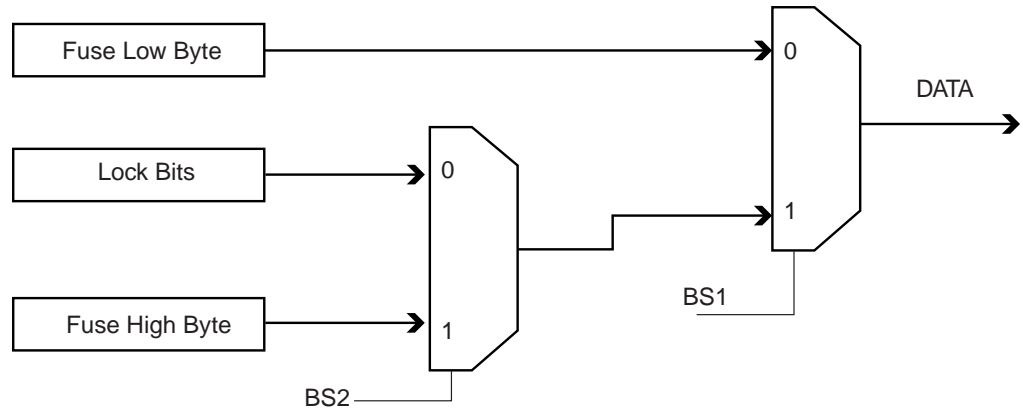 Fuse Low Byte
0
DATA
Lock Bits
0
1
BS1
Fuse High Byte
1
BS2